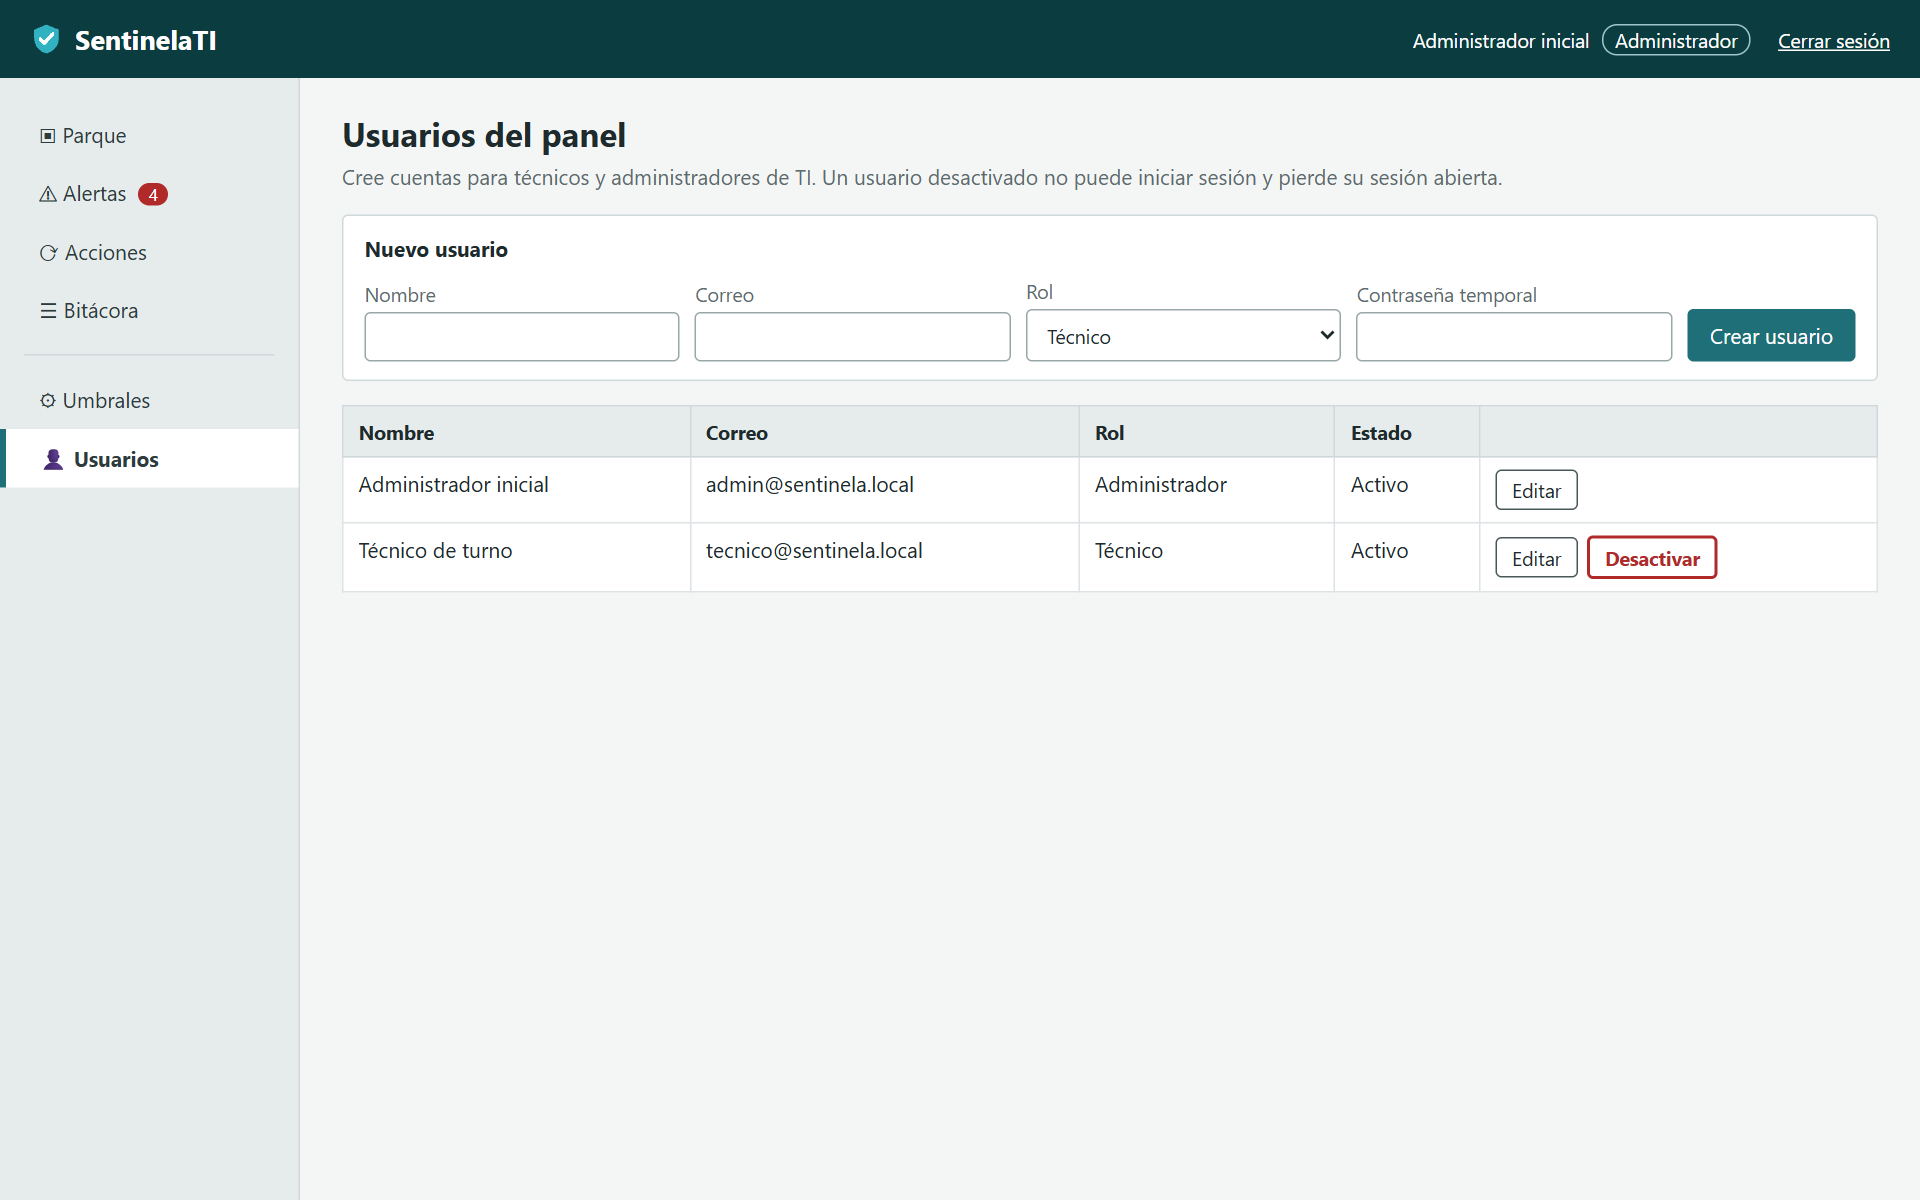 SentinelaTI
Administrador inicial Administrador Cerrar sesión
Parque
Alertas 4
Acciones
Bitácora
Umbrales
Usuarios
Usuarios del panel
Cree cuentas para técnicos y administradores de TI. Un usuario desactivado no puede iniciar sesión y pierde su sesión abierta.
Nuevo usuario
Nombre Correo Rol Contraseña temporal
Técnico Crear usuario
Nombre Correo Rol Estado
Administrador inicial admin@sentinela.local Administrador Activo Editar
Técnico de turno tecnico@sentinela.local Técnico Activo Editar Desactivar